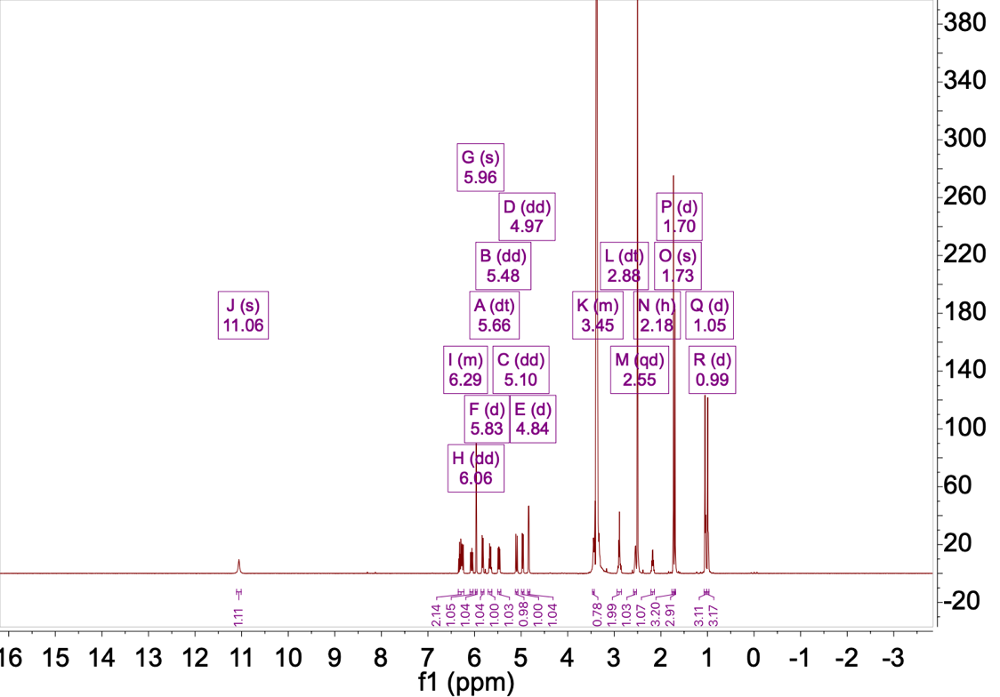 380
340
300
260
220
180
140
100
60
20
-20
G (s)
5.96
D (dd)
4.97
P (d)
1.70
B (dd)
5.48
L (dt)
2.88
O (s)
1.73
J (s)
11.06
A (dt)
5.66
K (m)
3.45
N (h)
2.18
Q (d)
1.05
I (m)
6.29
C (dd)
5.10
M (qd)
2.55
R (d)
0.99
F (d)
5.83
E (d)
4.84
H (dd)
6.06
1.11
2.14
1.05
1.04
1.04
1.00
1.03
0.98
1.00
1.04
0.78
1.99
1.03
1.07
3.20
2.91
3.11
3.17
16 15 14 13 12 11 10 9 8 7 6 5 4 3 2 1 0 -1 -2 -3
f1 (ppm)